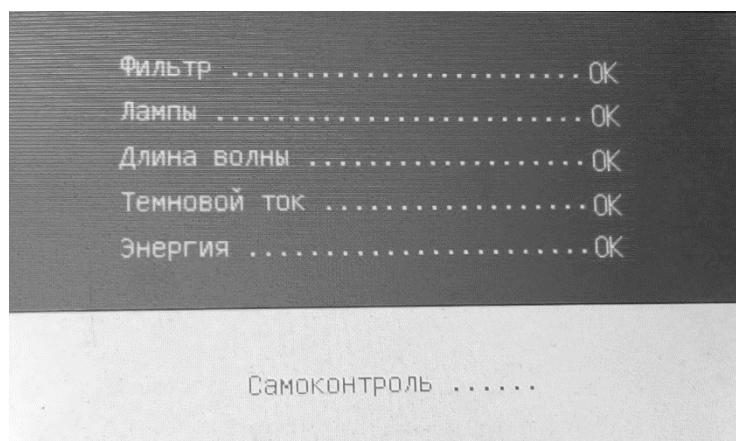 Фильтр ........................ OK
Лампы ......................... OK
Длина волны ................... OK
Темновой ток .................. OK
Энергия ....................... OK
Самоконтроль ......